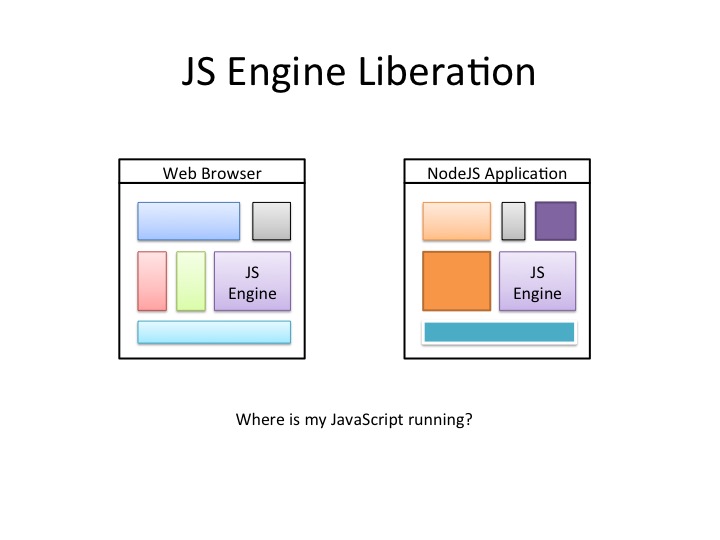 JS Engine Liberation
Web Browser
NodeJS Application
JS
Engine
JS
Engine
Where is my JavaScript running?